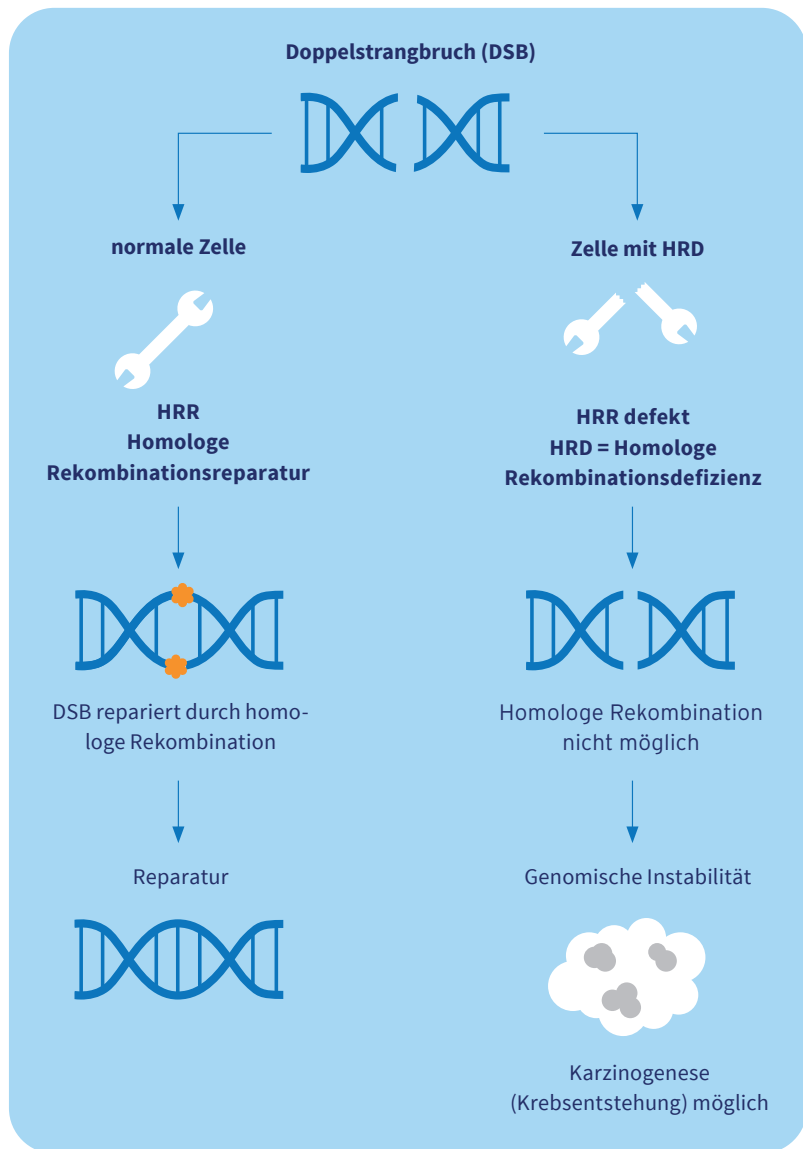 Doppelstrangbruch (DSB)
normale Zelle
HRR
Homologe
Rekombinationsreparatur
DSB repariert durch homo-
loge Rekombination
Reparatur
Zelle mit HRD
HRR defekt
HRD = Homologe
Rekombinationsdefizienz
Homologe Rekombination
nicht möglich
Genomische Instabilität
Karzinogenese
(Krebsentstehung) möglich